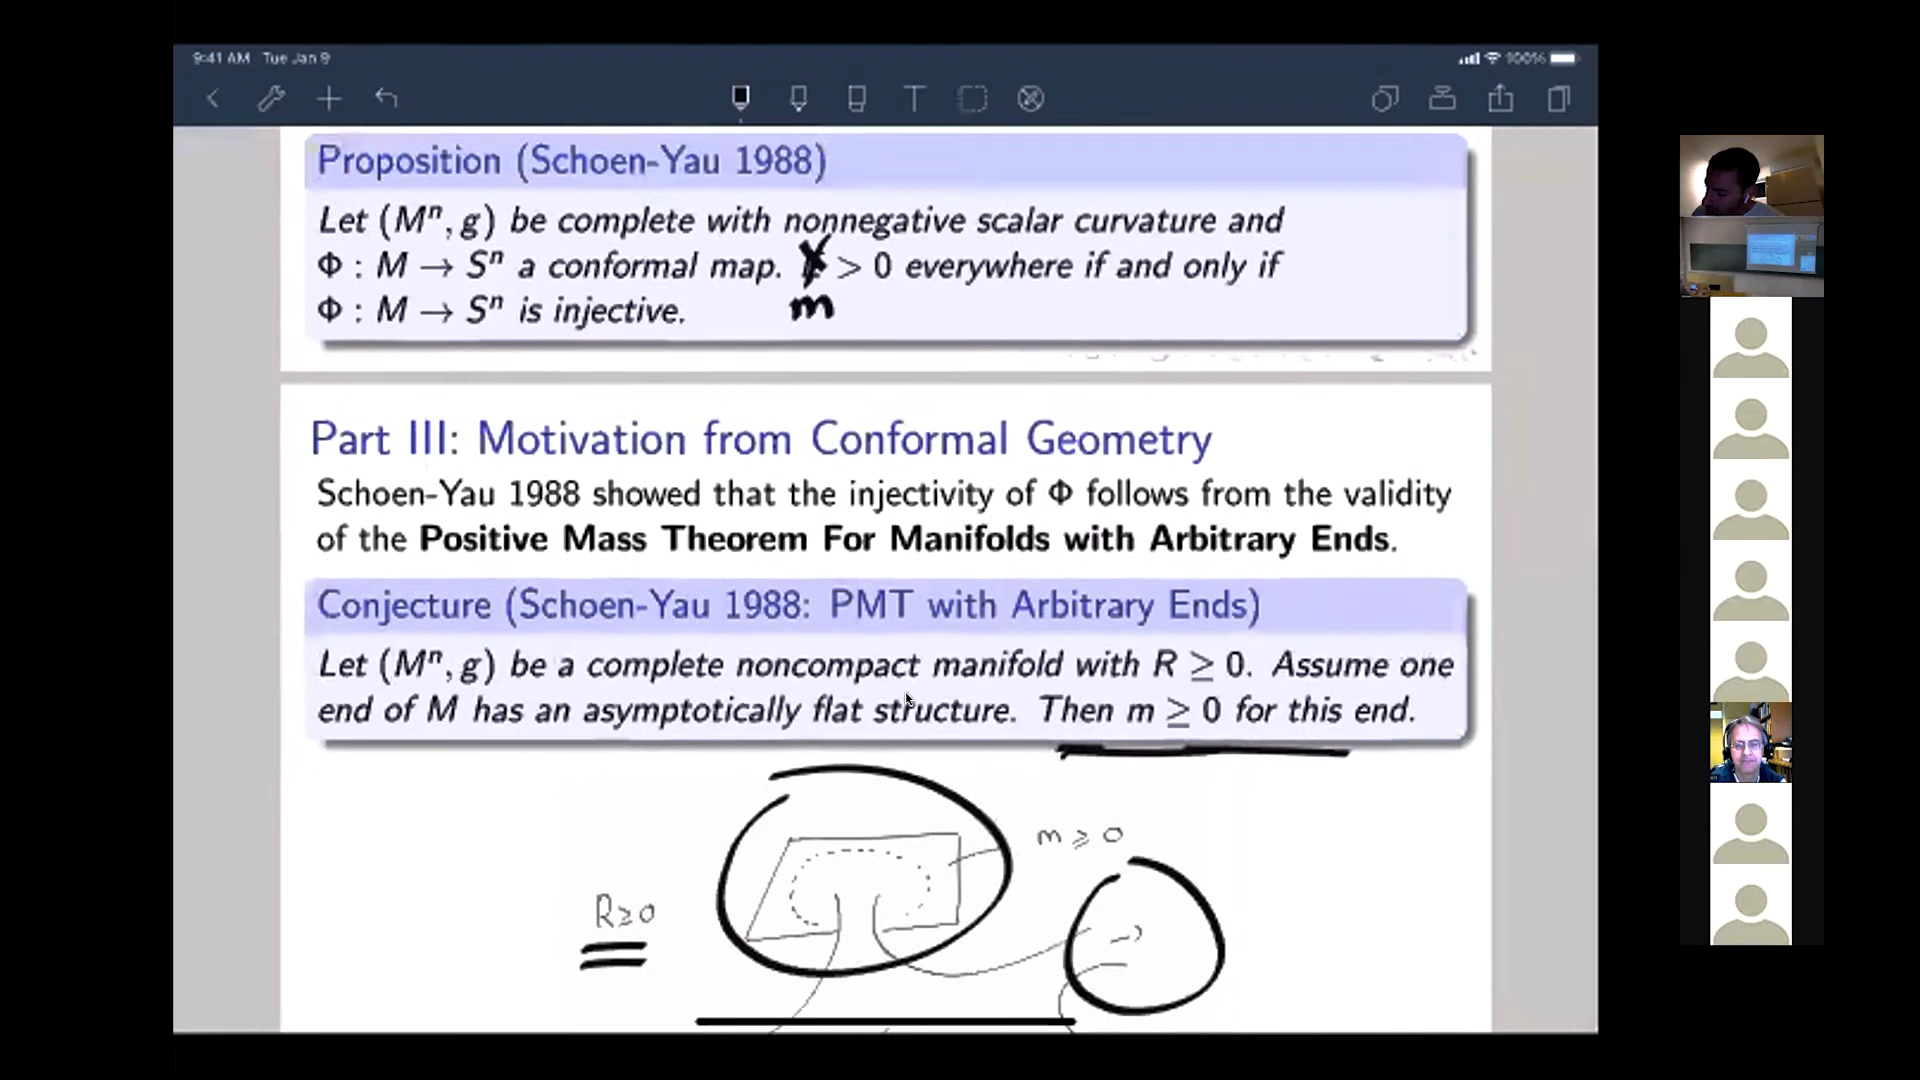 9:41 AM Tue Jan 9
100%
T
Proposition (Schoen-Yau 1988)
Let (Mⁿ, g) be complete with nonnegative scalar curvature and
Φ : M → Sⁿ a conformal map. > 0 everywhere if and only if
m
Φ : M → Sⁿ is injective.
Part III: Motivation from Conformal Geometry
Schoen-Yau 1988 showed that the injectivity of Φ follows from the validity
of the Positive Mass Theorem For Manifolds with Arbitrary Ends.
Conjecture (Schoen-Yau 1988: PMT with Arbitrary Ends)
Let (Mⁿ, g) be a complete noncompact manifold with R ≥ 0. Assume one
end of M has an asymptotically flat structure. Then m ≥ 0 for this end.
m ≥ 0
R ≥ 0